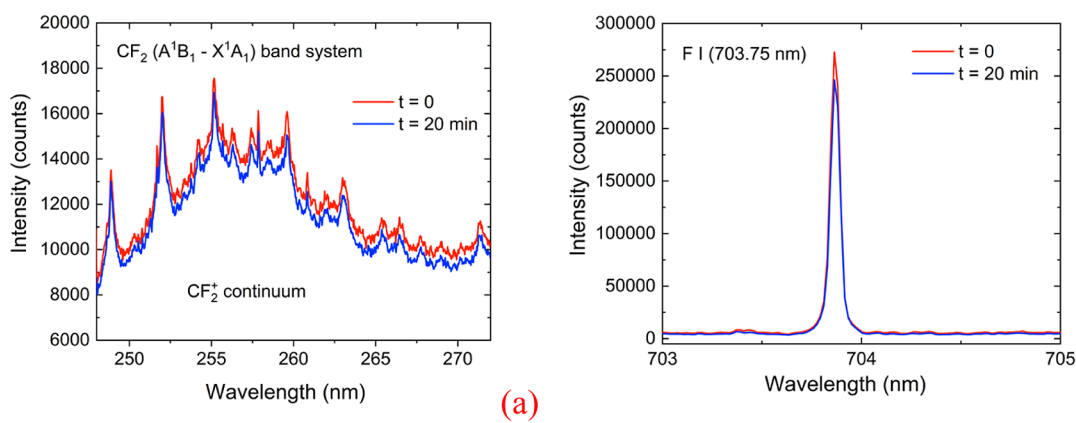 CF₂ (A¹B₁ - X¹A₁) band system
t = 0
t = 20 min
CF₂⁺ continuum
20000
18000
16000
14000
12000
10000
8000
6000
250
255
260
265
270
Intensity (counts)
Wavelength (nm)
F I (703.75 nm)
t = 0
t = 20 min
300000
250000
200000
150000
100000
50000
0
703
704
705
Intensity (counts)
Wavelength (nm)
(a)